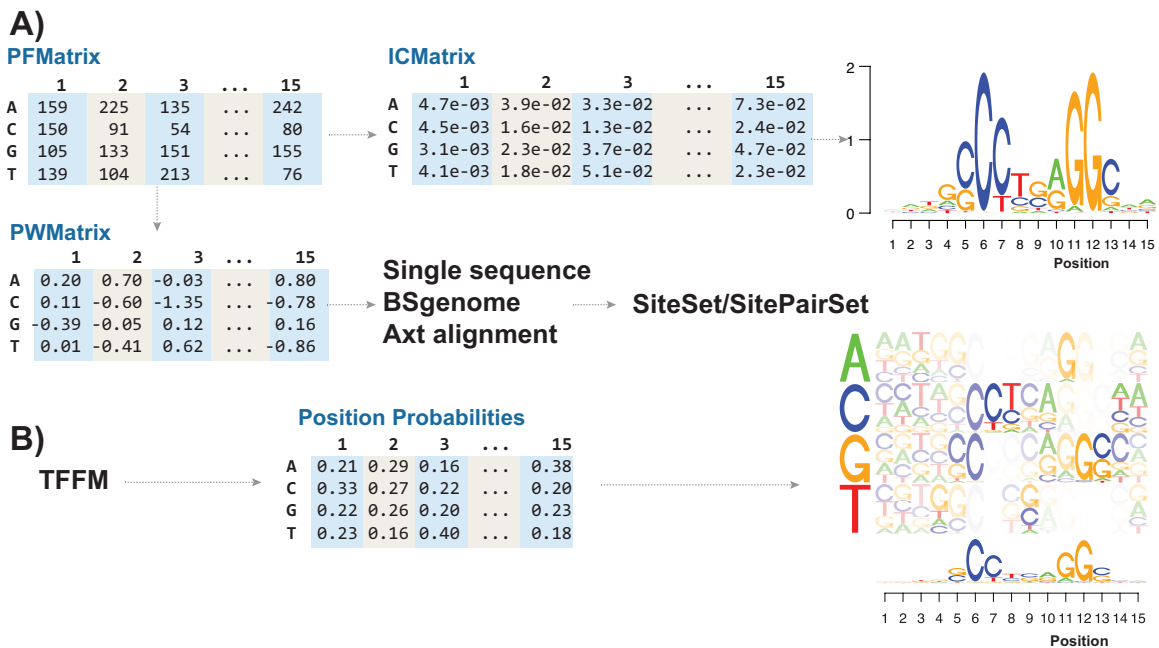 A)
PFMatrix
1 2 3 ... 15
A 159 225 135 ... 242
C 150 91 54 ... 80
G 105 133 151 ... 155
T 139 104 213 ... 76
ICMatrix
1 2 3 ... 15
A 4.7e-03 3.9e-02 3.3e-02 ... 7.3e-02
C 4.5e-03 1.6e-02 1.3e-02 ... 2.4e-02
G 3.1e-03 2.3e-02 3.7e-02 ... 4.7e-02
T 4.1e-03 1.8e-02 5.1e-02 ... 2.3e-02
2
1
0
1 2 3 4 5 6 7 8 9 10 11 12 13 14 15
Position
PWMatrix
1 2 3 ... 15
A 0.20 0.70 -0.03 ... 0.80
C 0.11 -0.60 -1.35 ... -0.78
G -0.39 -0.05 0.12 ... 0.16
T 0.01 -0.41 0.62 ... -0.86
Single sequence
BSgenome
Axt alignment
SiteSet/SitePairSet
B)
TFFM
Position Probabilities
1 2 3 ... 15
A 0.21 0.29 0.16 ... 0.38
C 0.33 0.27 0.22 ... 0.20
G 0.22 0.26 0.20 ... 0.23
T 0.23 0.16 0.40 ... 0.18
A
C
G
T
1 2 3 4 5 6 7 8 9 10 11 12 13 14 15
Position